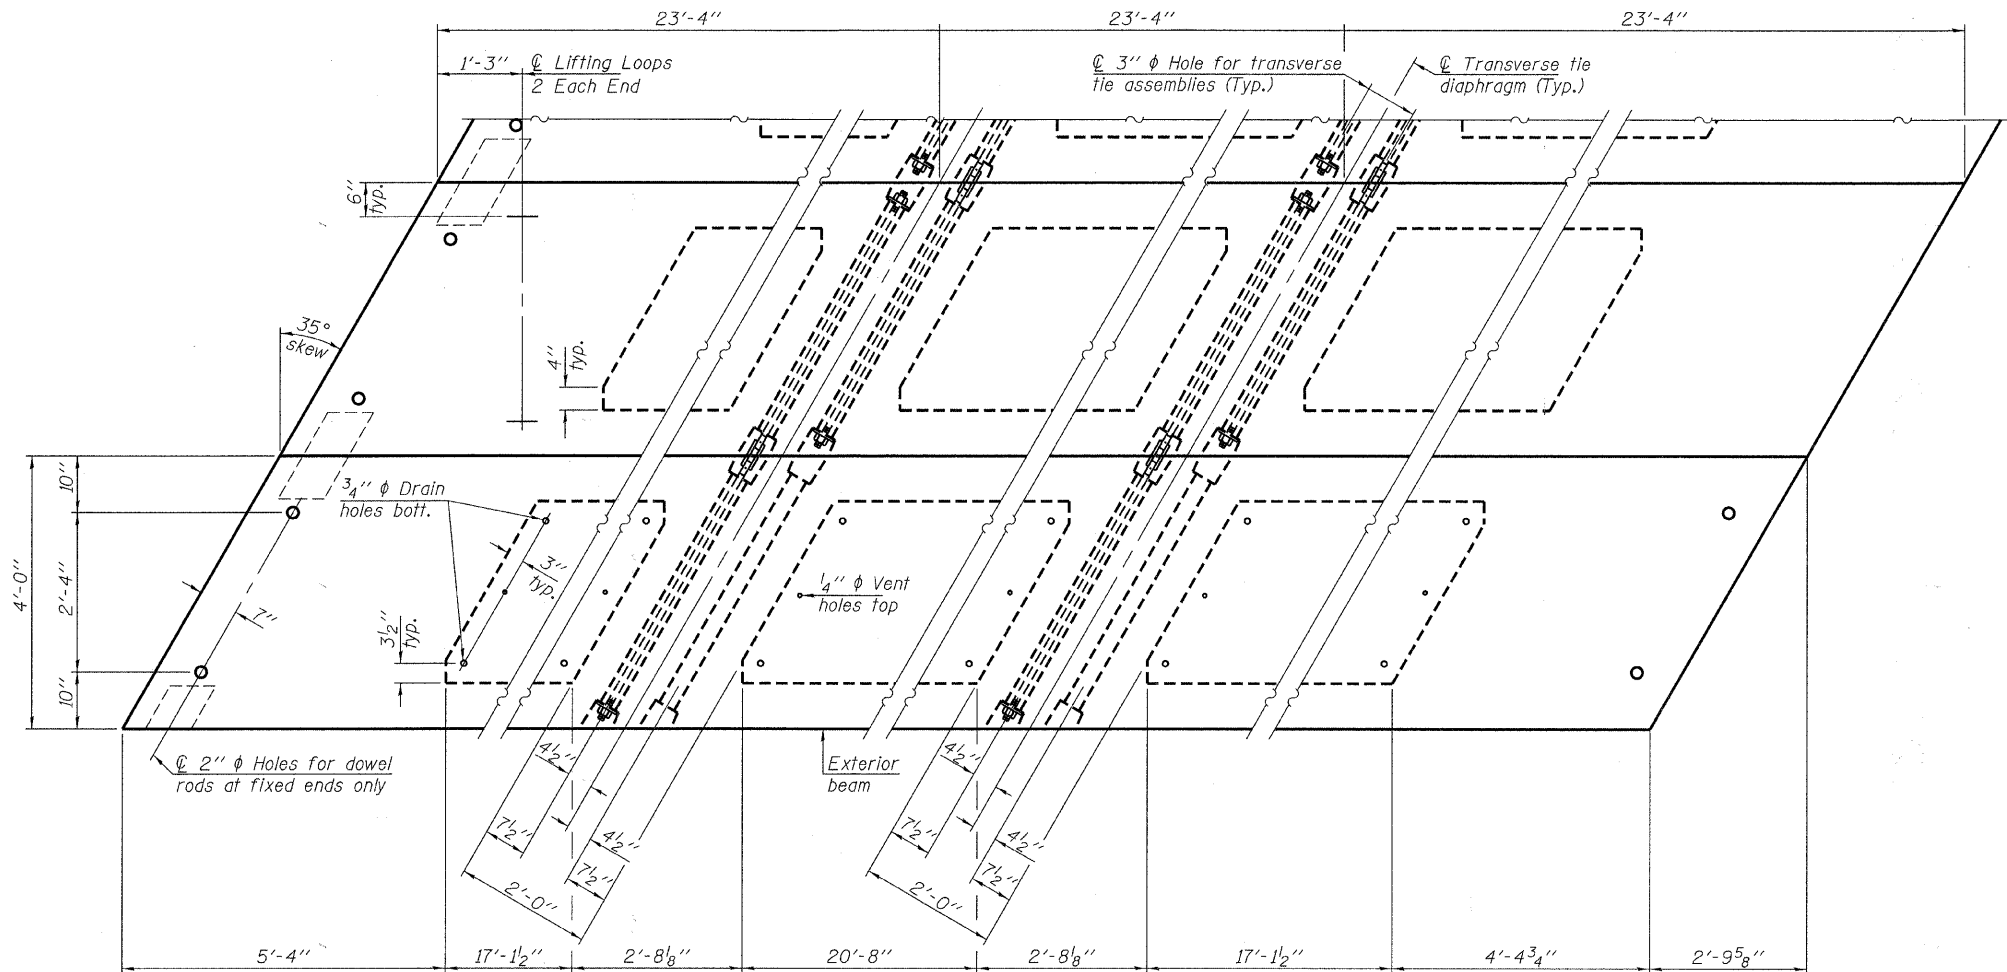 23'-4" 23'-4" 23'-4"
1'-3" ℄ Lifting Loops
2 Each End
℄ 3" ϕ Hole for transverse
tie assemblies (Typ.)
℄ Transverse tie
diaphragm (Typ.)
6"
typ.
35°
skew
4"
typ.
10"
3/4" ϕ Drain
holes bott.
4'-0"
2'-4"
3"
typ.
1/4" ϕ Vent
holes top
7"
3 1/2"
typ.
10"
℄ 2" ϕ Holes for dowel
rods at fixed ends only
4 1/2"
Exterior
beam
4 1/2"
7 1/2"
4 1/2"
7 1/2"
4 1/2"
7 1/2"
7 1/2"
2'-0"
2'-0"
5'-4" 17'-1 1/2" 2'-8 1/8" 20'-8" 2'-8 1/8" 17'-1 1/2" 4'-4 3/4" 2'-9 5/8"